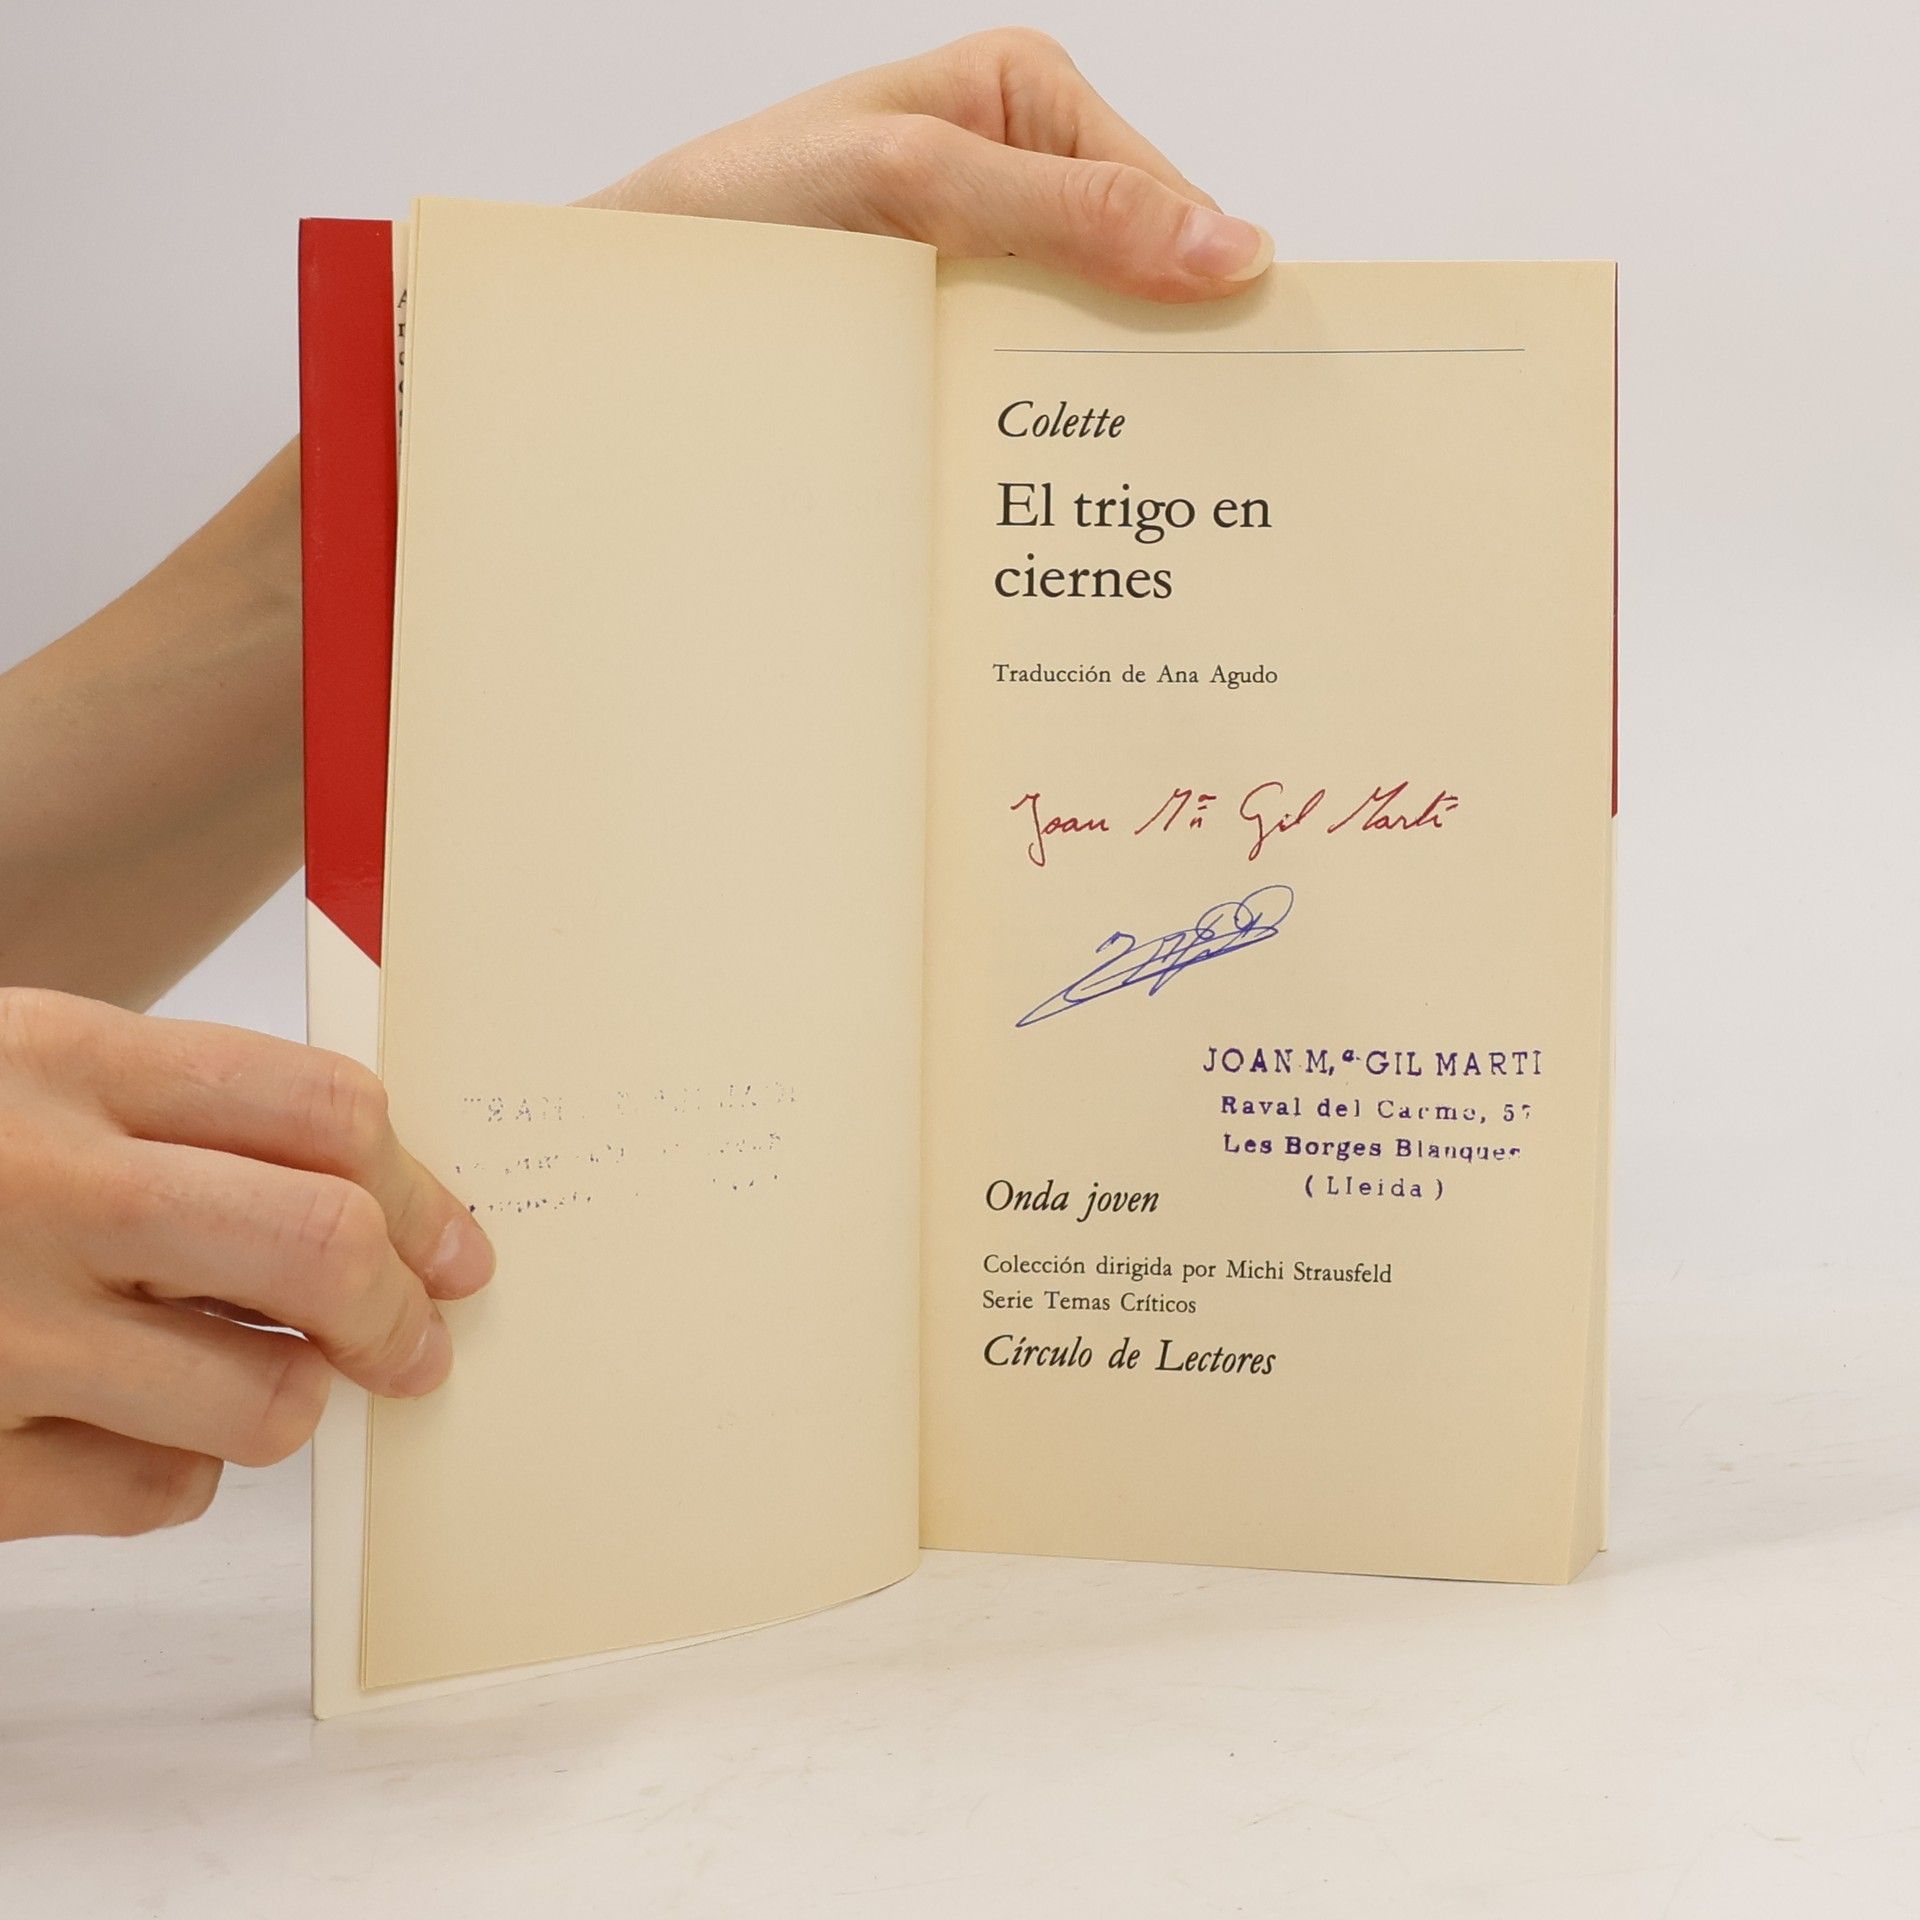 Colette
El trigo en
ciernes
Traducción de Ana Agudo
Joan Mª Gil Martí
JOAN M,ª GIL MARTI
Raval del Carme, 57
Les Borges Blanques
( Lleida )
Onda joven
Colección dirigida por Michi Strausfeld
Serie Temas Críticos
Círculo de Lectores